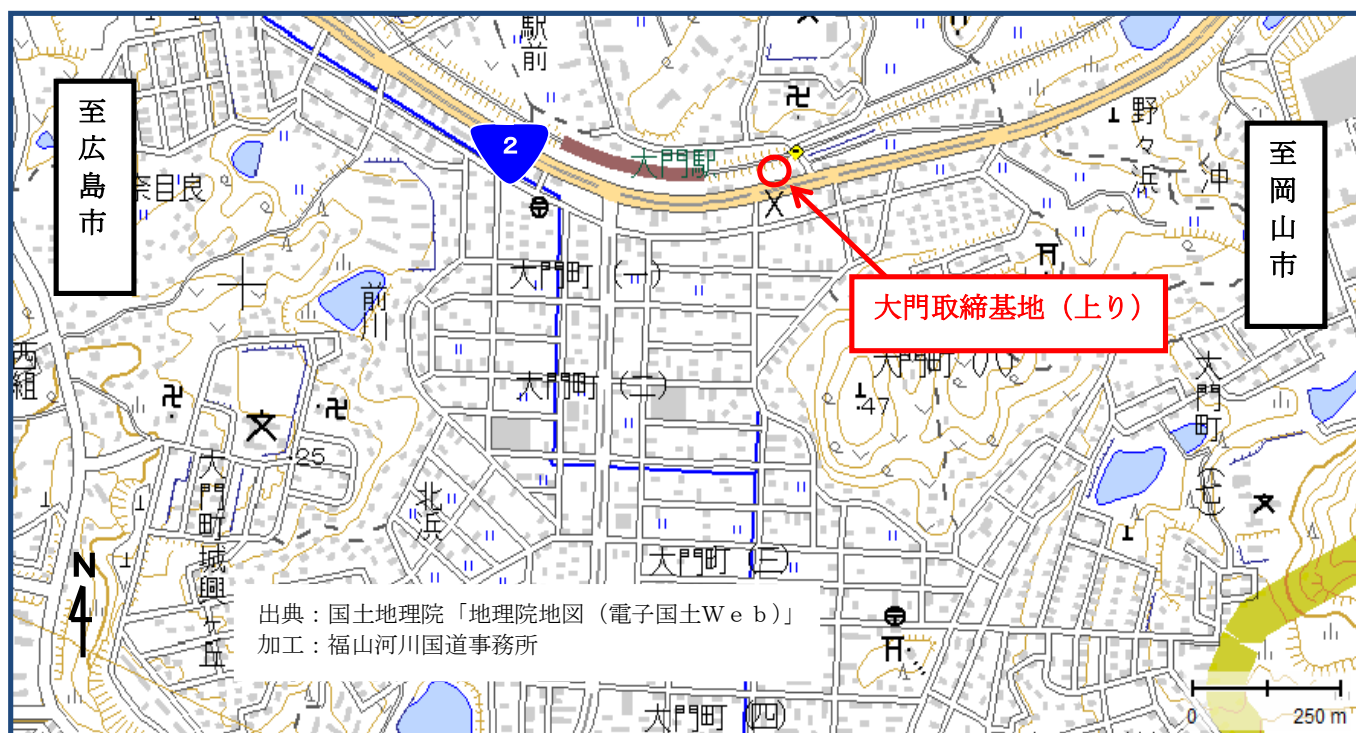 駅前
至広島市
2
大門駅
野々浜
沖
至岡山市
奈良目
大門町(一)
前川
大門取締基地(上り)
西組
大門町(二)
大門町(六)
47
大門町(七)
25
大門町城興ヶ丘
北浜
大門町(三)
N
出典:国土地理院「地理院地図(電子国土Web)」
加工:福山河川国道事務所
大門町(四)
0 250 m